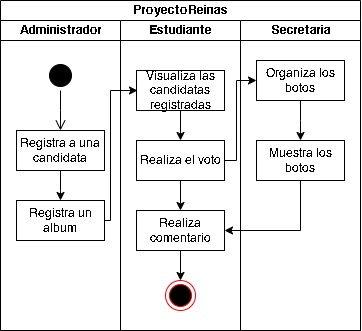 ProyectoReinas
Administrador
Estudiante
Secretaria
Registra a una
candidata
Registra un
album
Visualiza las
candidatas
registradas
Realiza el voto
Realiza
comentario
Organiza los
botos
Muestra los
botos